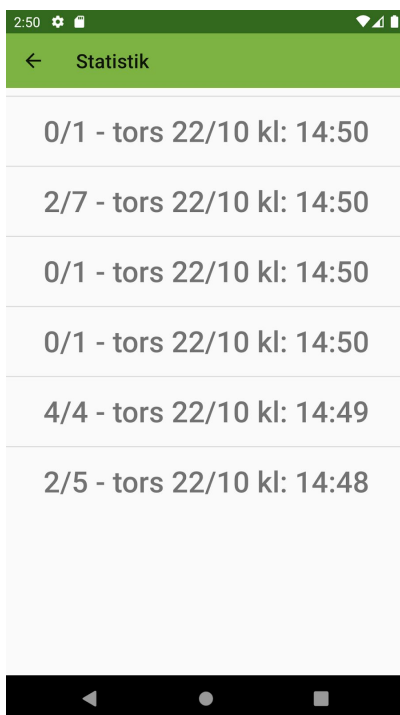 2:50
Statistik
0/1 - tors 22/10 kl: 14:50
2/7 - tors 22/10 kl: 14:50
0/1 - tors 22/10 kl: 14:50
0/1 - tors 22/10 kl: 14:50
4/4 - tors 22/10 kl: 14:49
2/5 - tors 22/10 kl: 14:48